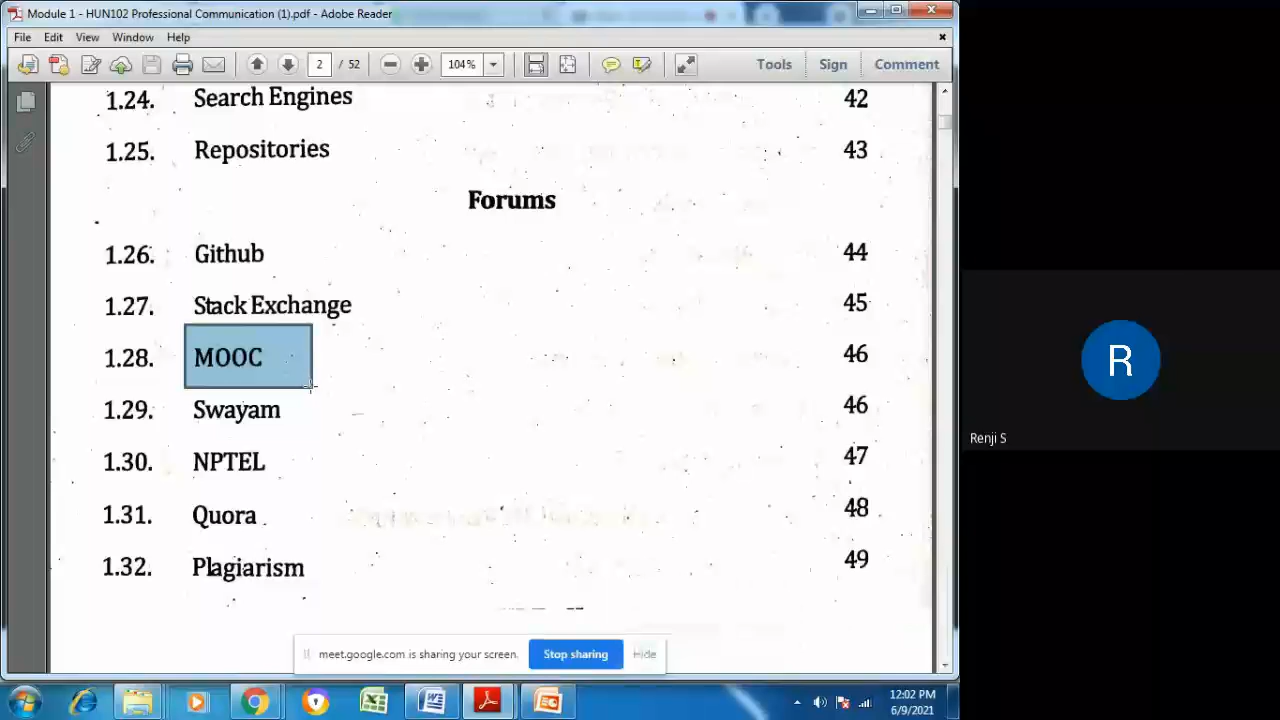 Module 1 - HUN102 Professional Communication (1).pdf - Adobe Reader
File Edit View Window Help
2 / 52 104% Tools Sign Comment
1.24. Search Engines 42
1.25. Repositories 43
Forums
1.26. Github 44
1.27. Stack Exchange 45
1.28. MOOC 46
1.29. Swayam 46
1.30. NPTEL 47
1.31. Quora 48
1.32. Plagiarism 49
R
Renji S
meet.google.com is sharing your screen. Stop sharing Hide
12:02 PM
6/9/2021